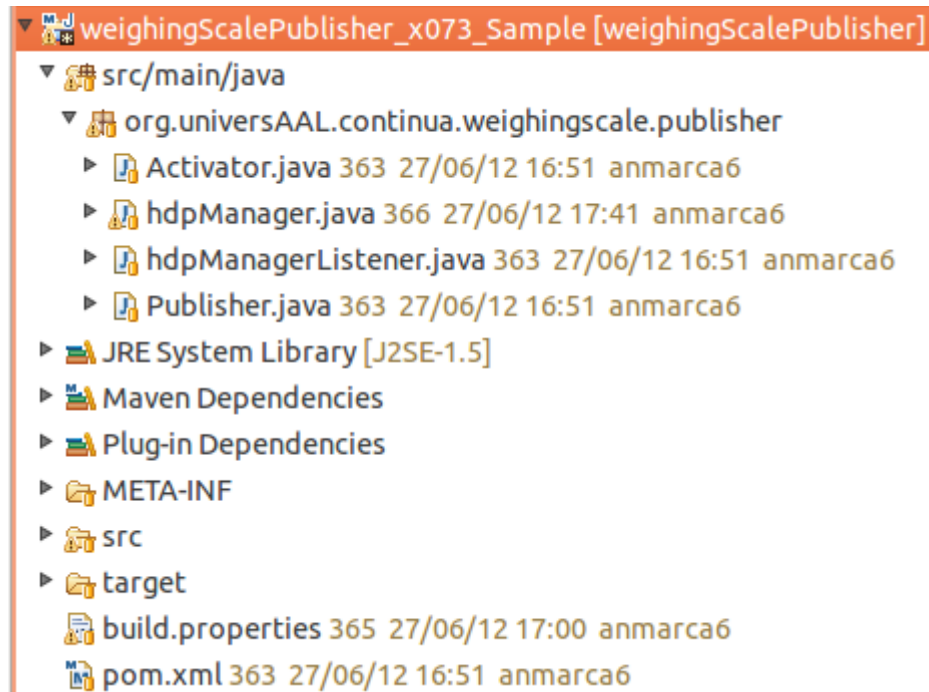 weighingScalePublisher_x073_Sample [weighingScalePublisher]
src/main/java
org.universAAL.continua.weighingscale.publisher
Activator.java 363 27/06/12 16:51 anmarca6
hdpManager.java 366 27/06/12 17:41 anmarca6
hdpManagerListener.java 363 27/06/12 16:51 anmarca6
Publisher.java 363 27/06/12 16:51 anmarca6
JRE System Library [J2SE-1.5]
Maven Dependencies
Plug-in Dependencies
META-INF
src
target
build.properties 365 27/06/12 17:00 anmarca6
pom.xml 363 27/06/12 16:51 anmarca6